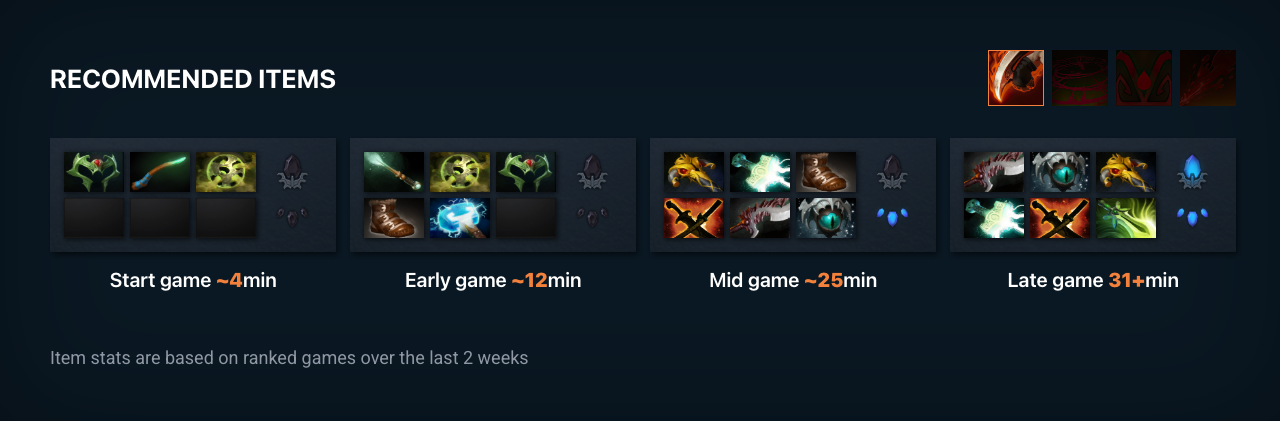 RECOMMENDED ITEMS
Start game ~4min
Early game ~12min
Mid game ~25min
Late game 31+min
Item stats are based on ranked games over the last 2 weeks